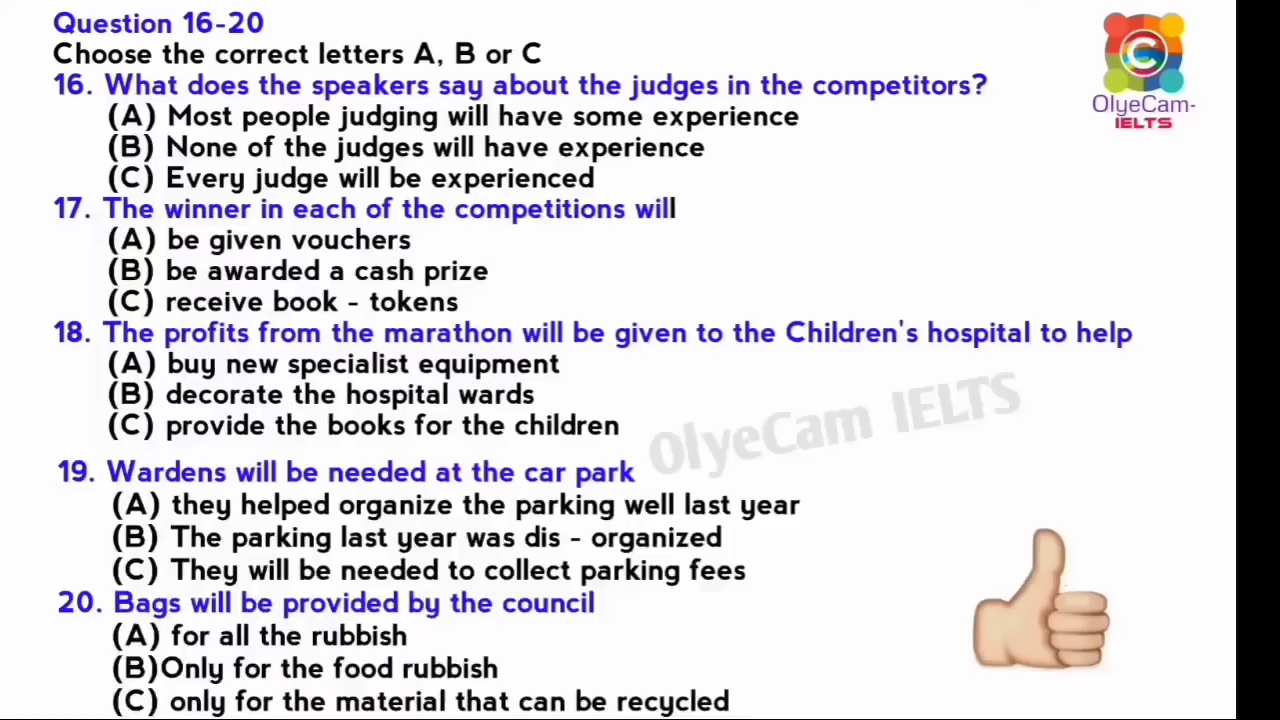 Question 16-20
Choose the correct letters A, B or C
16. What does the speakers say about the judges in the competitors?
(A) Most people judging will have some experience
(B) None of the judges will have experience
(C) Every judge will be experienced
17. The winner in each of the competitions will
(A) be given vouchers
(B) be awarded a cash prize
(C) receive book - tokens
18. The profits from the marathon will be given to the Children's hospital to help
(A) buy new specialist equipment
(B) decorate the hospital wards
(C) provide the books for the children
19. Wardens will be needed at the car park
(A) they helped organize the parking well last year
(B) The parking last year was dis - organized
(C) They will be needed to collect parking fees
20. Bags will be provided by the council
(A) for all the rubbish
(B)Only for the food rubbish
(C) only for the material that can be recycled
C
OlyeCam-
IELTS
OlyeCam IELTS